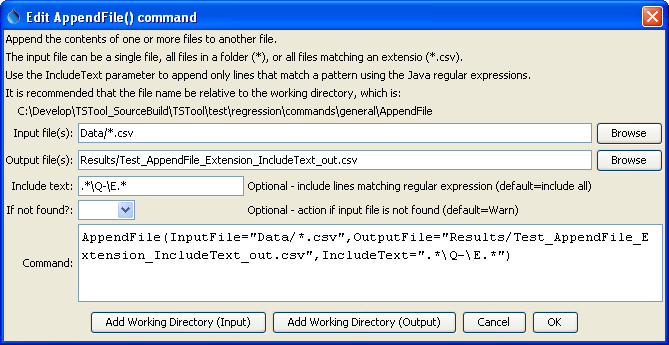 Edit AppendFile() command
Append the contents of one or more files to another file.
The input file can be a single file, all files in a folder (*), or all files matching an extensio (*.csv).
Use the IncludeText parameter to append only lines that match a pattern using the Java regular expressions.
It is recommended that the file name be relative to the working directory, which is:
C:\Develop\TSTool_SourceBuild\TSTool\test\regression\commands\general\AppendFile
Input file(s): Data/*.csv Browse
Output file(s): Results/Test_AppendFile_Extension_IncludeText_out.csv Browse
Include text: .*\Q-\E.* Optional - include lines matching regular expression (default=include all)
If not found?: Optional - action if input file is not found (default=Warn)
Command: AppendFile(InputFile="Data/*.csv",OutputFile="Results/Test_AppendFile_E
xtension_IncludeText_out.csv",IncludeText=".*\Q-\E.*")
Add Working Directory (Input) Add Working Directory (Output) Cancel OK